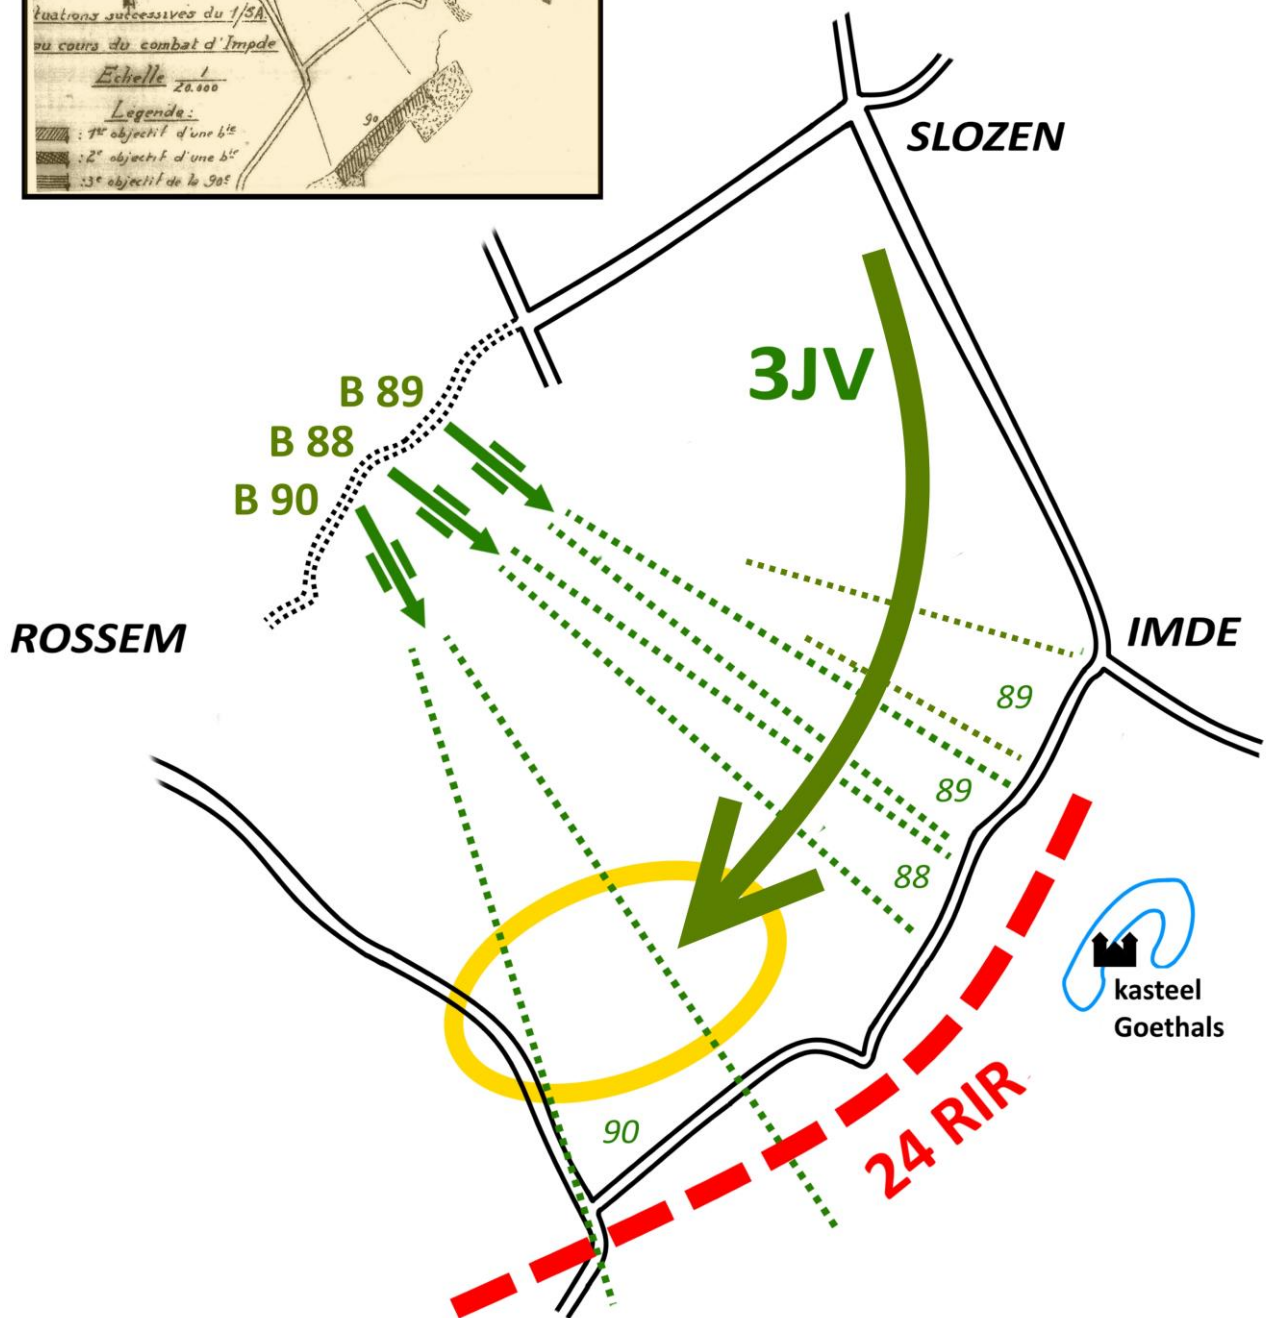 tuations successives du 1/5A.
au cours du combat d'Impde
Echelle 1/20.000
Légende:
: 1er objectif d'une bie
: 2e objectif d'une bie
: 3e objectif de la 90e
90
SLOZEN
3JV
B 89
B 88
B 90
ROSSEM
IMDE
89
89
88
kasteel
Goethals
24 RIR
90